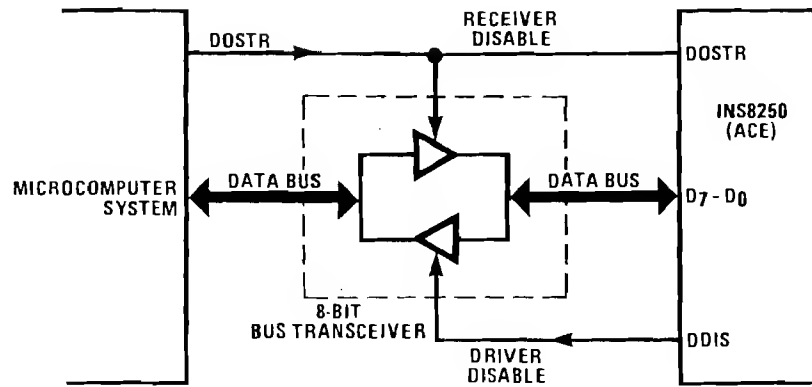 DOSTR
RECEIVER
DISABLE
DOSTR
INS8250
(ACE)
MICROCOMPUTER
SYSTEM
DATA BUS
DATA BUS
D7 - D0
8-BIT
BUS TRANSCEIVER
DRIVER
DISABLE
DDIS